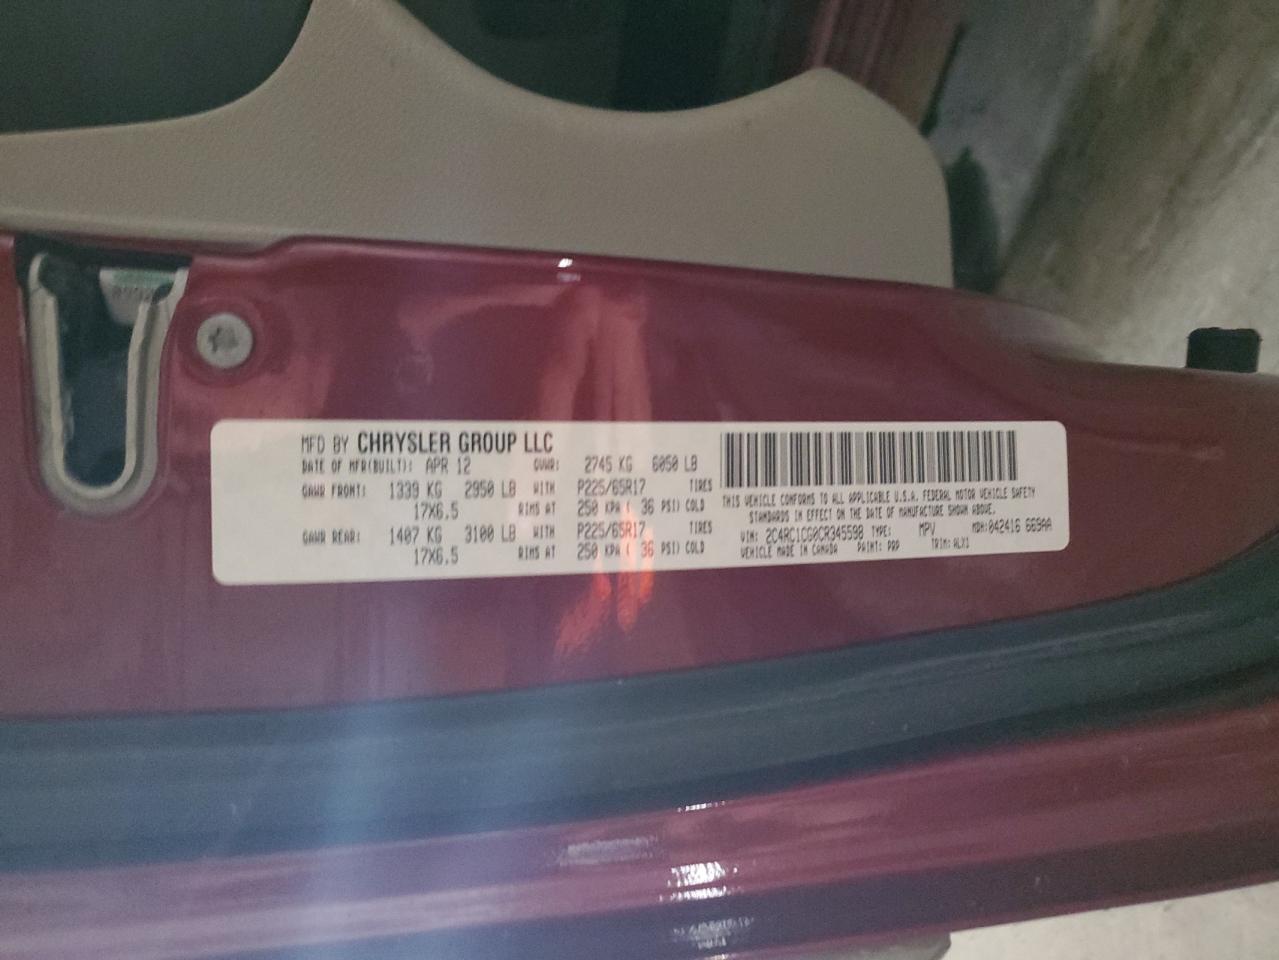 MFD BY CHRYSLER GROUP LLC
DATE OF MFR(BUILT): APR 12 GVWR: 2745 KG 6050 LB
GAWR FRONT: 1339 KG 2950 LB WITH P225/65R17 TIRES
17X6.5 RIMS AT 250 KPA ( 36 PSI) COLD
GAWR REAR: 1407 KG 3100 LB WITH P225/65R17 TIRES
17X6.5 RIMS AT 250 KPA ( 36 PSI) COLD
THIS VEHICLE CONFORMS TO ALL APPLICABLE U.S.A. FEDERAL MOTOR VEHICLE SAFETY
STANDARDS IN EFFECT ON THE DATE OF MANUFACTURE SHOWN ABOVE.
VIN: 2C4RC1CG0CR345598 TYPE: MPV MDH: 042416 669AA
VEHICLE MADE IN CANADA PAINT: PRP TRIM: ALX1